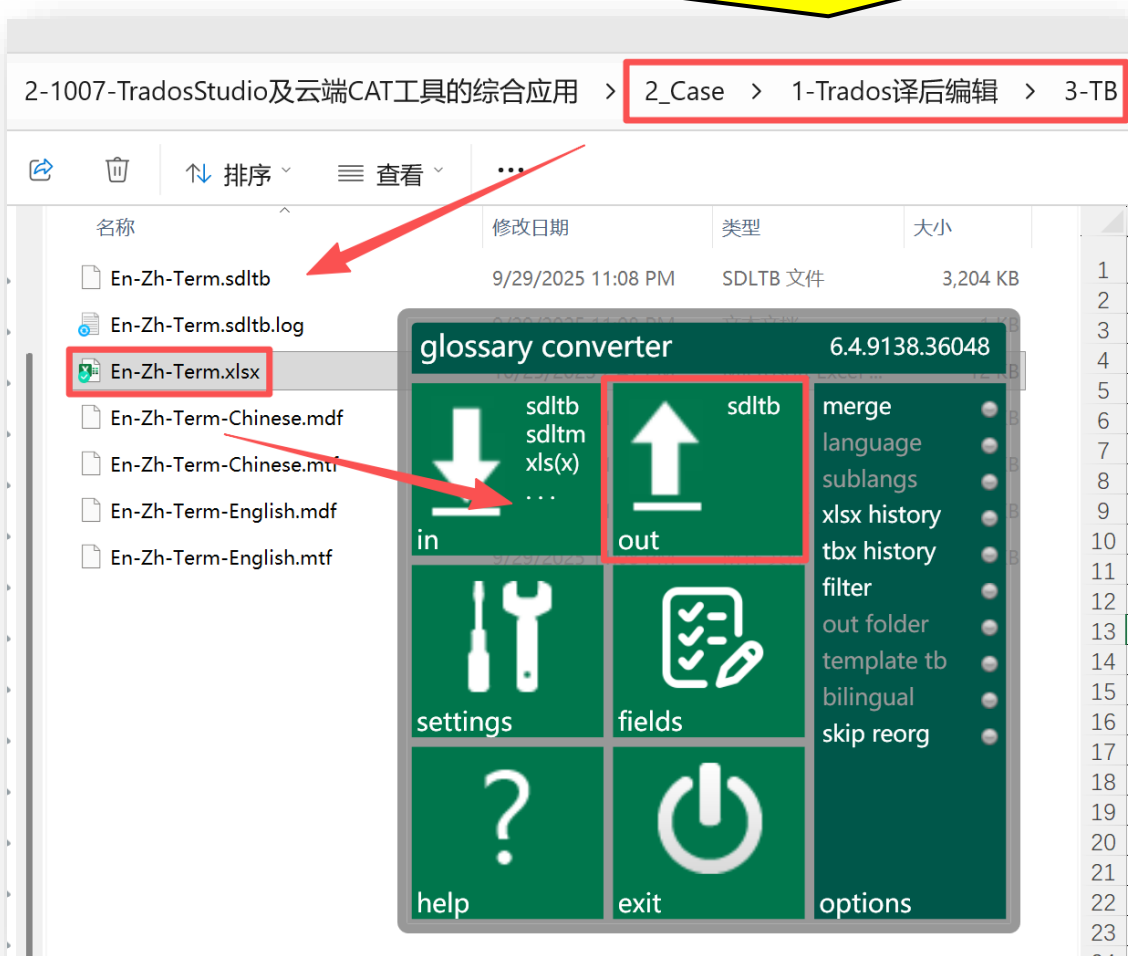 2-1007-TradosStudio及云端CAT工具的综合应用 > 2_Case > 1-Trados译后编辑 > 3-TB
排序 查看 •••
名称 修改日期 类型 大小
En-Zh-Term.sdltb 9/29/2025 11:08 PM SDLTB 文件 3,204 KB
En-Zh-Term.sdltb.log
En-Zh-Term.xlsx
En-Zh-Term-Chinese.mdf
En-Zh-Term-Chinese.mtf
En-Zh-Term-English.mdf
En-Zh-Term-English.mtf
glossary converter 6.4.9138.36048
sdltb
sdltm
xls(x)
...
in
sdltb
out
settings
fields
help
exit
merge
language
sublangs
xlsx history
tbx history
filter
out folder
template tb
bilingual
skip reorg
options
1
2
3
4
5
6
7
8
9
10
11
12
13
14
15
16
17
18
19
20
21
22
23